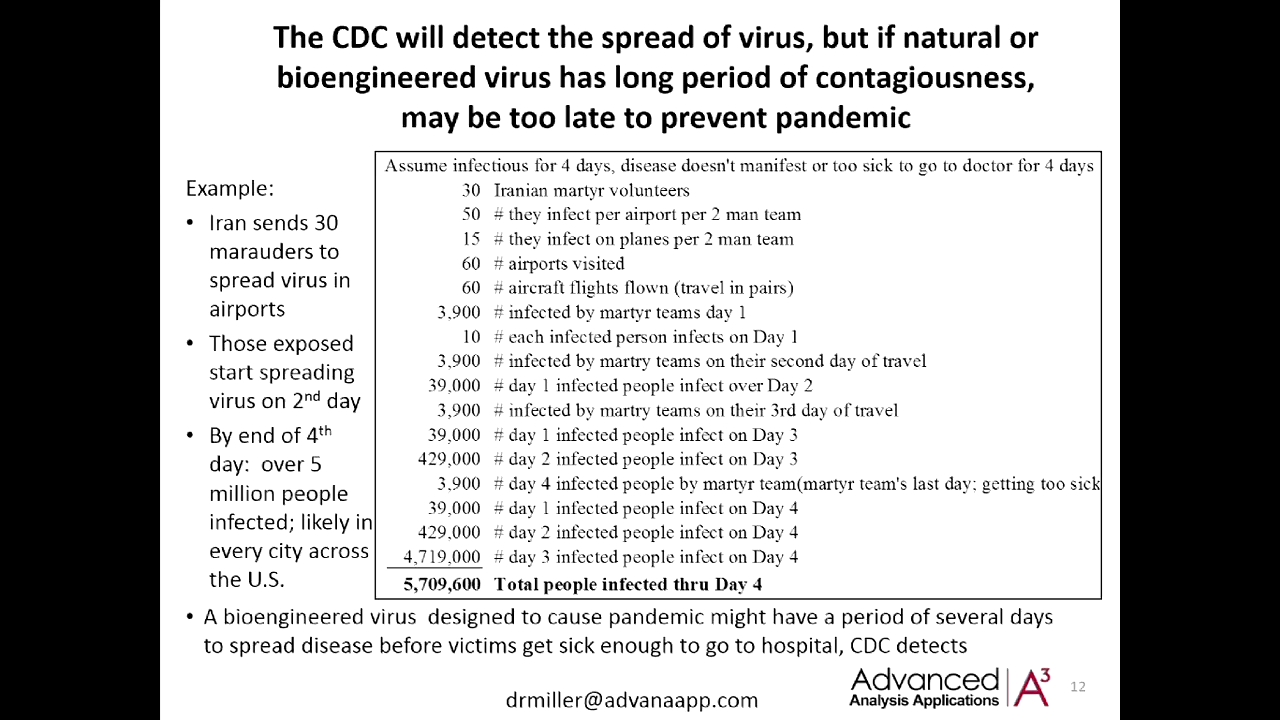 The CDC will detect the spread of virus, but if natural or
bioengineered virus has long period of contagiousness,
may be too late to prevent pandemic
Example:
• Iran sends 30
marauders to
spread virus in
airports
• Those exposed
start spreading
virus on 2nd day
• By end of 4th
day: over 5
million people
infected; likely in
every city across
the U.S.
Assume infectious for 4 days, disease doesn't manifest or too sick to go to doctor for 4 days
30 Iranian martyr volunteers
50 # they infect per airport per 2 man team
15 # they infect on planes per 2 man team
60 # airports visited
60 # aircraft flights flown (travel in pairs)
3,900 # infected by martyr teams day 1
10 # each infected person infects on Day 1
3,900 # infected by martry teams on their second day of travel
39,000 # day 1 infected people infect over Day 2
3,900 # infected by martry teams on their 3rd day of travel
39,000 # day 1 infected people infect on Day 3
429,000 # day 2 infected people infect on Day 3
3,900 # day 4 infected people by martyr team(martyr team's last day; getting too sick
39,000 # day 1 infected people infect on Day 4
429,000 # day 2 infected people infect on Day 4
4,719,000 # day 3 infected people infect on Day 4
5,709,600 Total people infected thru Day 4
• A bioengineered virus designed to cause pandemic might have a period of several days
to spread disease before victims get sick enough to go to hospital, CDC detects
drmiller@advanaapp.com
Advanced
Analysis Applications
A3
12